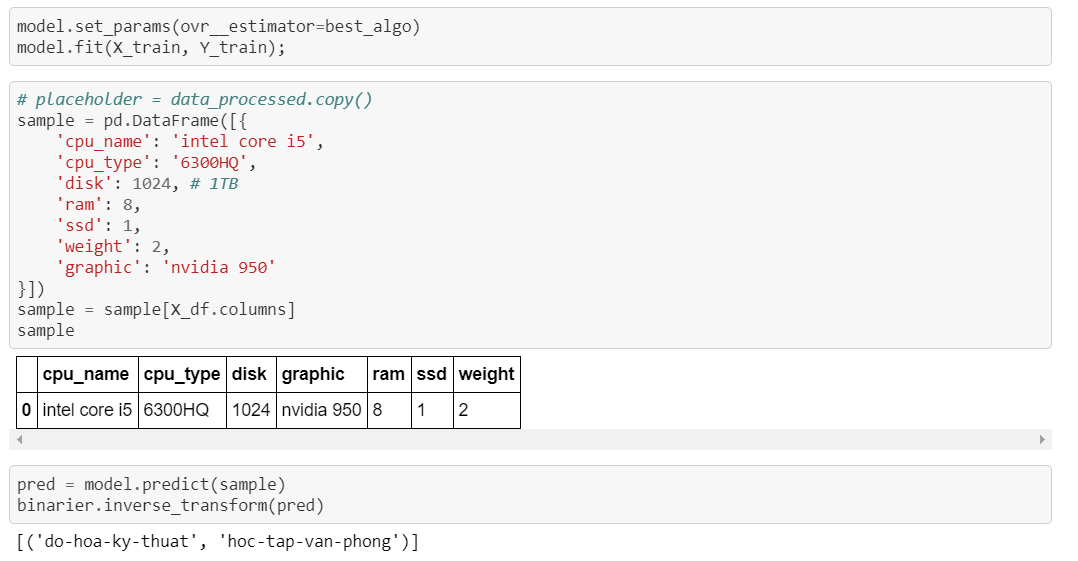 model.set_params(ovr__estimator=best_algo)
model.fit(X_train, Y_train);
# placeholder = data_processed.copy()
sample = pd.DataFrame([{
    'cpu_name': 'intel core i5',
    'cpu_type': '6300HQ',
    'disk': 1024, # 1TB
    'ram': 8,
    'ssd': 1,
    'weight': 2,
    'graphic': 'nvidia 950'
}])
sample = sample[X_df.columns]
sample
cpu_name cpu_type disk graphic ram ssd weight
0 intel core i5 6300HQ 1024 nvidia 950 8 1 2
pred = model.predict(sample)
binarier.inverse_transform(pred)
[('do-hoa-ky-thuat', 'hoc-tap-van-phong')]